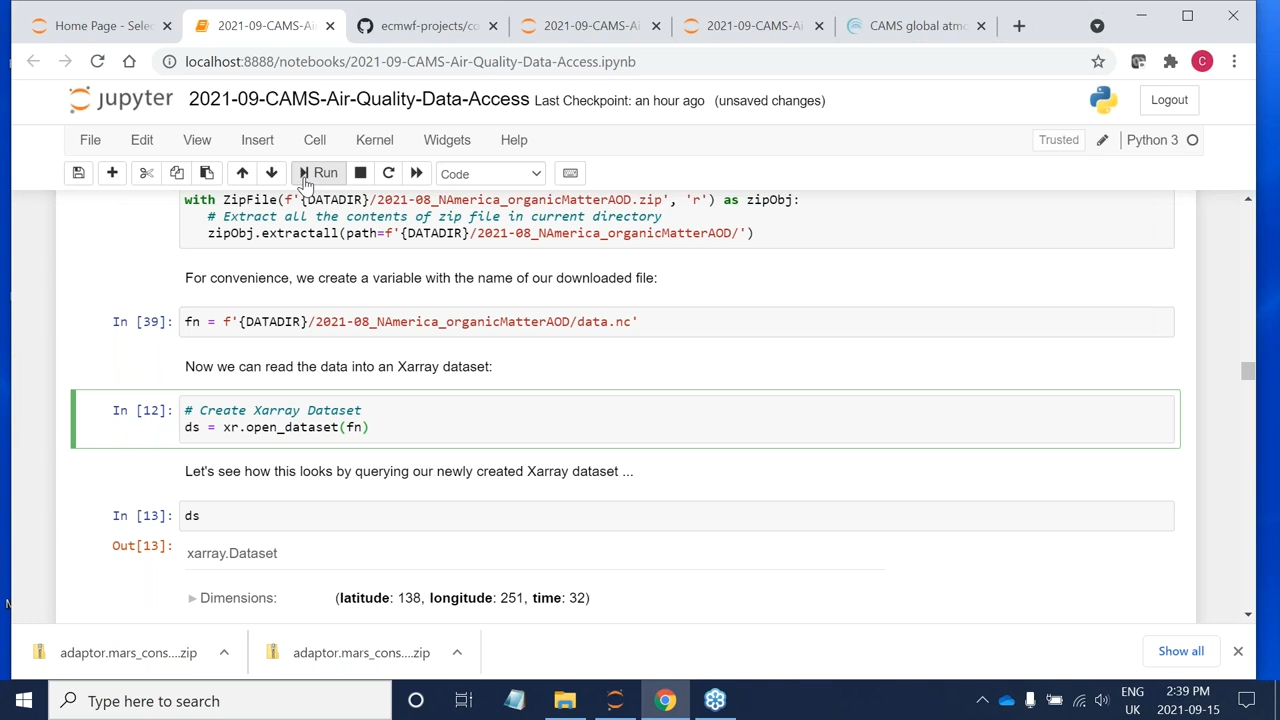 Home Page - Sele
2021-09-CAMS-Ai
ecmwf-projects/co
2021-09-CAMS-Ai
2021-09-CAMS-Ai
CAMS global atmo
localhost:8888/notebooks/2021-09-CAMS-Air-Quality-Data-Access.ipynb
C
jupyter 2021-09-CAMS-Air-Quality-Data-Access Last Checkpoint: an hour ago (unsaved changes)
Logout
File Edit View Insert Cell Kernel Widgets Help
Trusted Python 3
Run Code
with ZipFile(f'{DATADIR}/2021-08_NAmerica_organicMatterAOD.zip', 'r') as zipObj:
# Extract all the contents of zip file in current directory
zipObj.extractall(path=f'{DATADIR}/2021-08_NAmerica_organicMatterAOD/')
For convenience, we create a variable with the name of our downloaded file:
In [39]: fn = f'{DATADIR}/2021-08_NAmerica_organicMatterAOD/data.nc'
Now we can read the data into an Xarray dataset:
In [12]: # Create Xarray Dataset
ds = xr.open_dataset(fn)
Let's see how this looks by querying our newly created Xarray dataset ...
In [13]: ds
Out[13]: xarray.Dataset
Dimensions: (latitude: 138, longitude: 251, time: 32)
adaptor.mars_cons....zip
adaptor.mars_cons....zip
Show all
Type here to search
ENG
UK
2:39 PM
2021-09-15